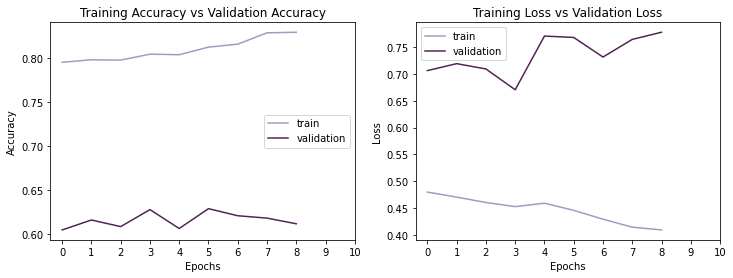 Training Accuracy vs Validation Accuracy
Accuracy
0.80
0.75
0.70
0.65
0.60
train
validation
0 1 2 3 4 5 6 7 8 9 10
Epochs
Training Loss vs Validation Loss
Loss
0.75
0.70
0.65
0.60
0.55
0.50
0.45
0.40
train
validation
0 1 2 3 4 5 6 7 8 9 10
Epochs